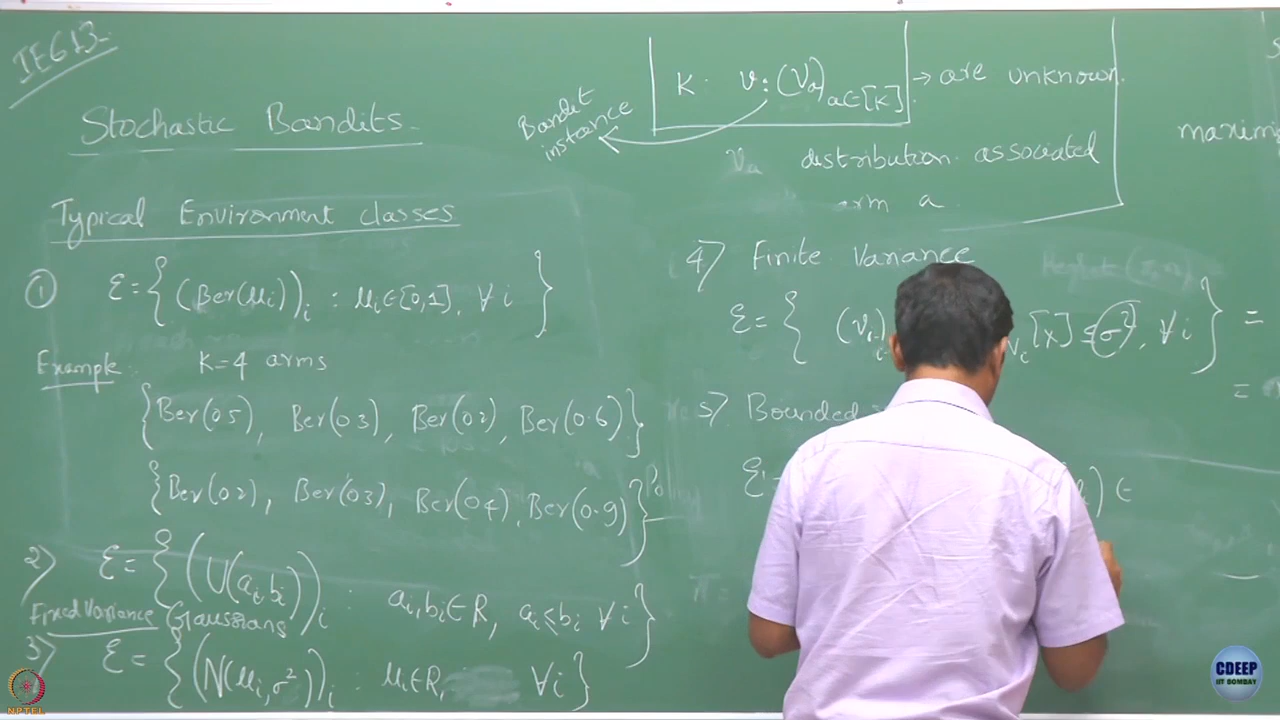 IE613
Stochastic Bandits
Typical Environment classes
① ℰ = { (Ber(μi))i : μi ∈ [0,1], ∀ i }
Example K=4 arms
{Ber(0.5), Ber(0.3), Ber(0.2), Ber(0.6)}
{Ber(0.2), Ber(0.3), Ber(0.4), Ber(0.9)}
2) ℰ = { (U(ai,bi))i : ai,bi ∈ R, ai ≤ bi ∀ i }
Fixed Variance Gaussians
3) ℰ = { (N(μi,σ²))i : μi ∈ R, ∀i }
K. ν: (νa)a∈[K] → are unknown.
Bandit instance
νa distribution associated
arm a
4) Finite Variance
ℰ = { (νi)i νi [X] ≤ σ², ∀ i } =
=
5) Bounded
ℰ ) ∈
NPTEL
CDEEP
IIT BOMBAY